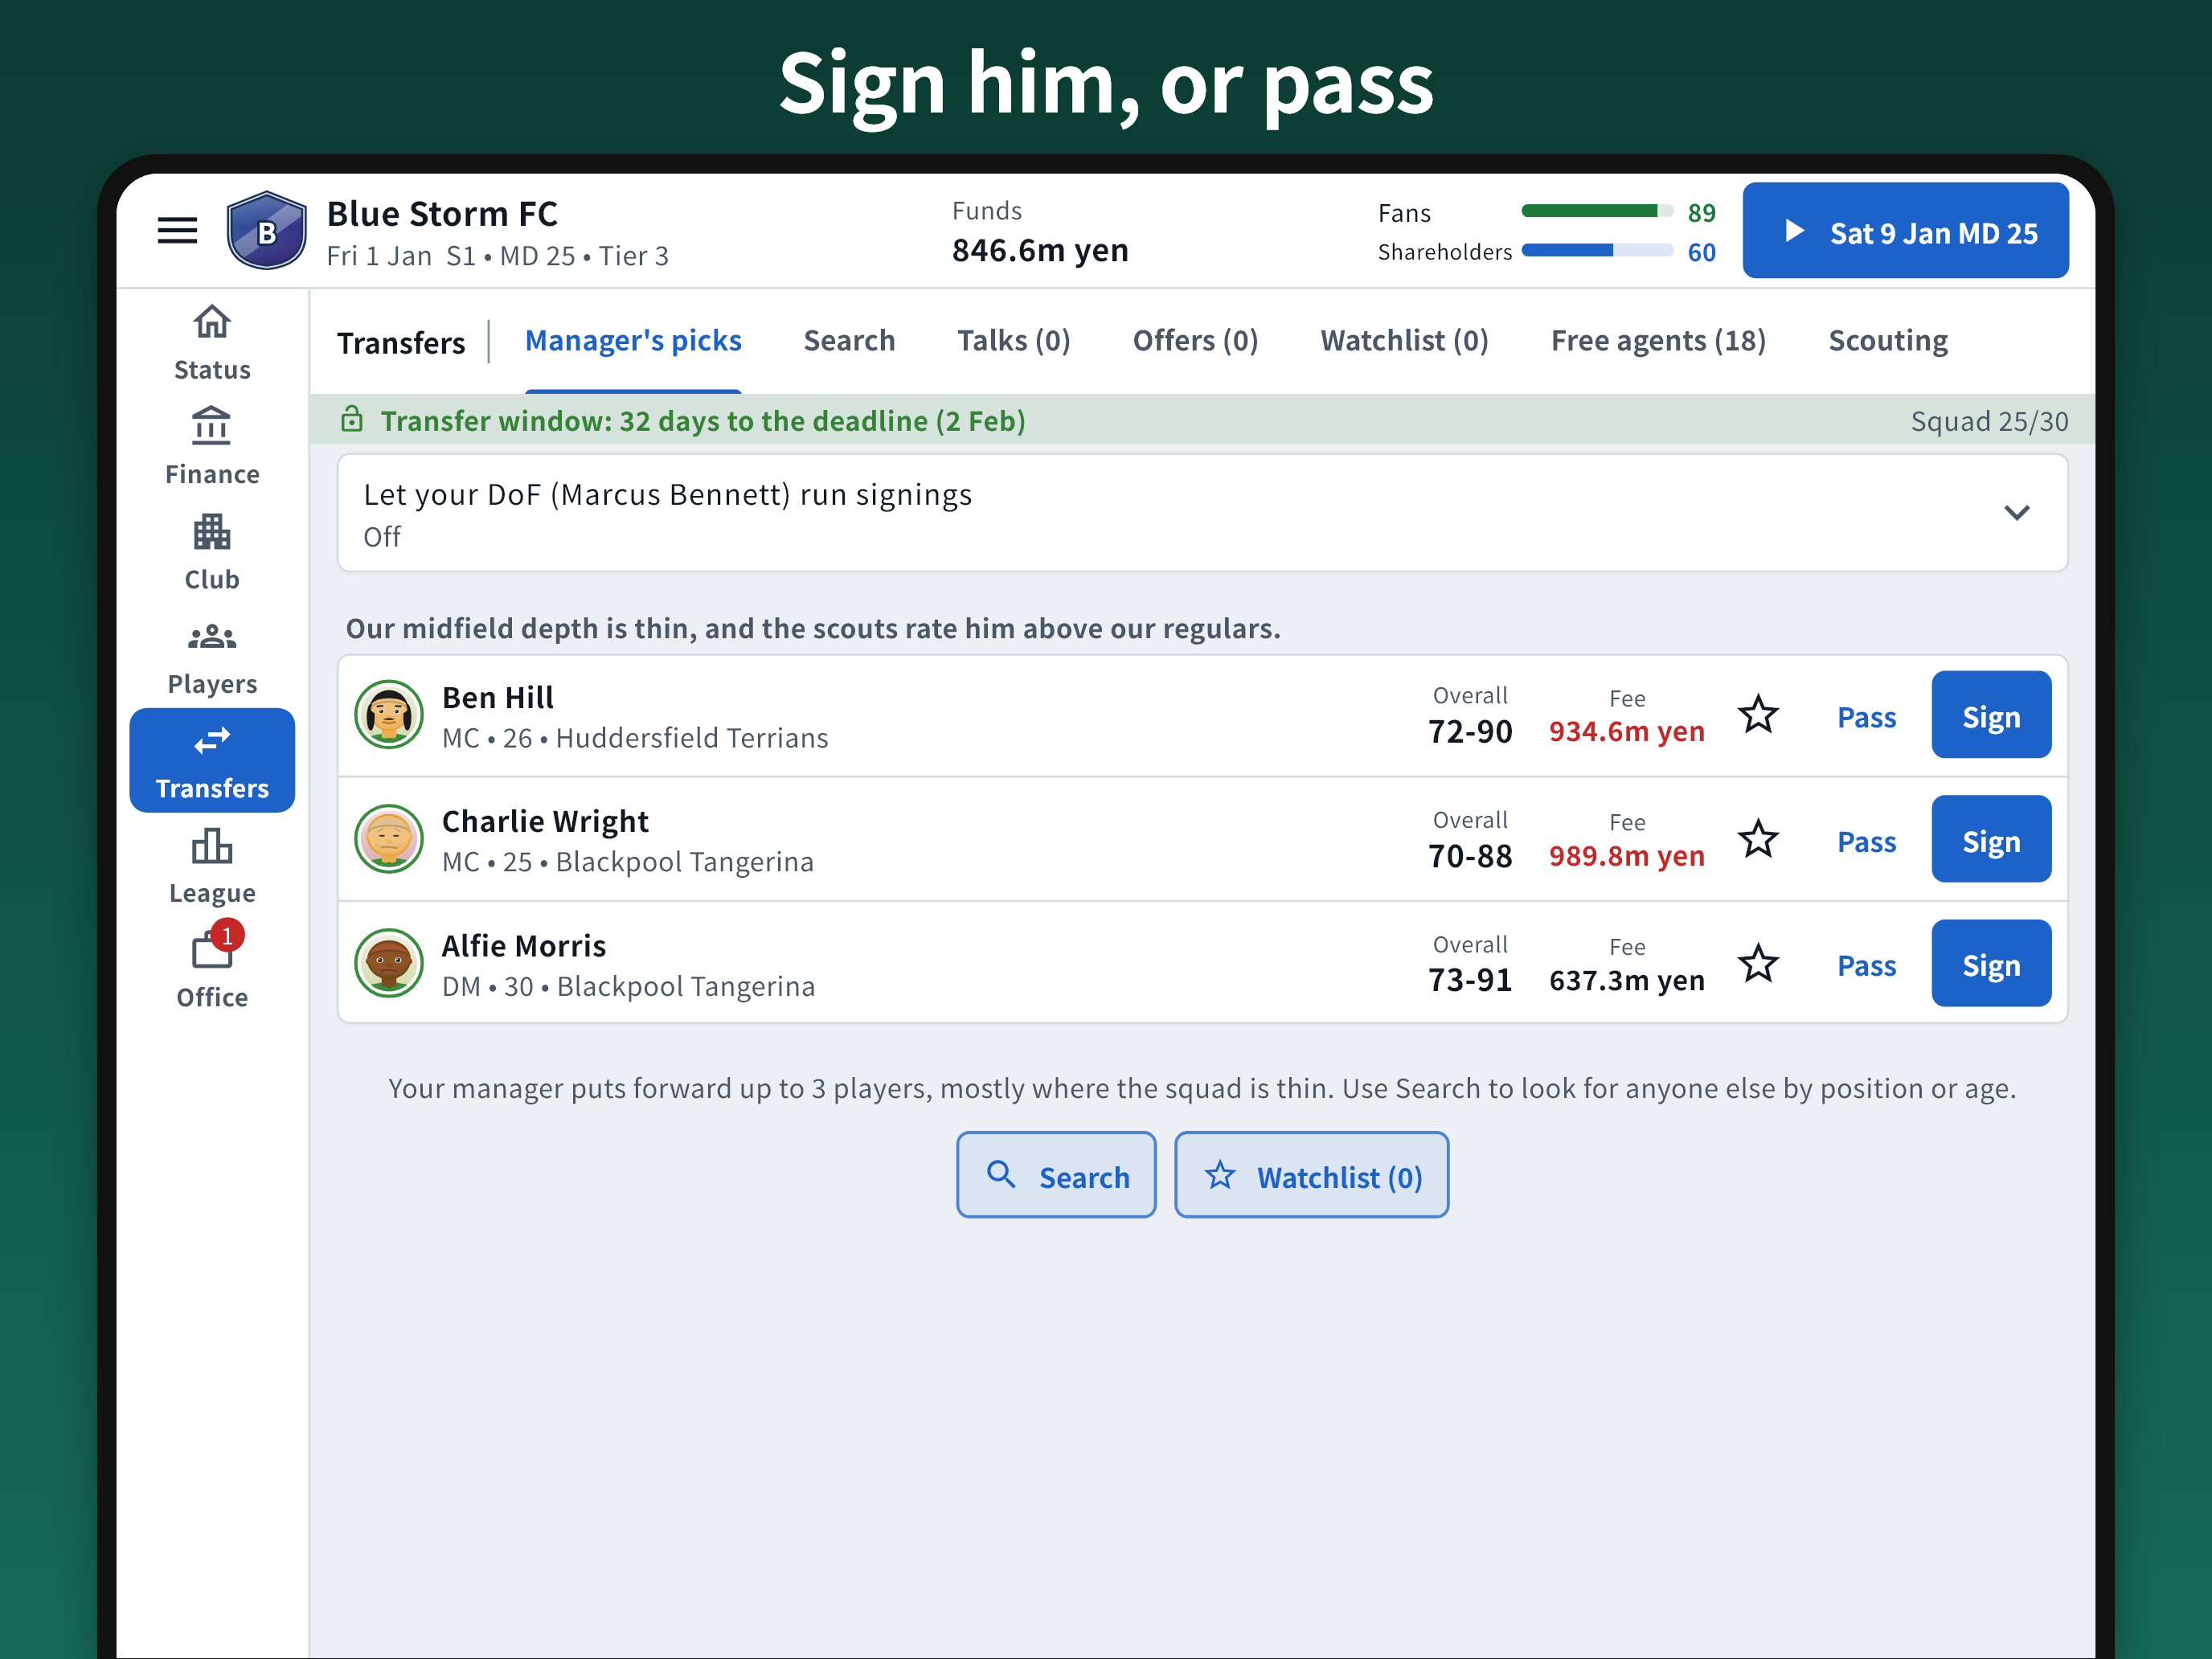 Sign him, or pass
B
Blue Storm FC
Fri 1 Jan S1 • MD 25 • Tier 3
Funds
846.6m yen
Fans 89
Shareholders 60
Sat 9 Jan MD 25
Status
Finance
Club
Players
Transfers
League
1
Office
Transfers
Manager's picks
Search
Talks (0)
Offers (0)
Watchlist (0)
Free agents (18)
Scouting
Transfer window: 32 days to the deadline (2 Feb)
Squad 25/30
Let your DoF (Marcus Bennett) run signings
Off
Our midfield depth is thin, and the scouts rate him above our regulars.
Ben Hill
MC • 26 • Huddersfield Terrians
Overall
72-90
Fee
934.6m yen
Pass
Sign
Charlie Wright
MC • 25 • Blackpool Tangerina
Overall
70-88
Fee
989.8m yen
Pass
Sign
Alfie Morris
DM • 30 • Blackpool Tangerina
Overall
73-91
Fee
637.3m yen
Pass
Sign
Your manager puts forward up to 3 players, mostly where the squad is thin. Use Search to look for anyone else by position or age.
Search
Watchlist (0)